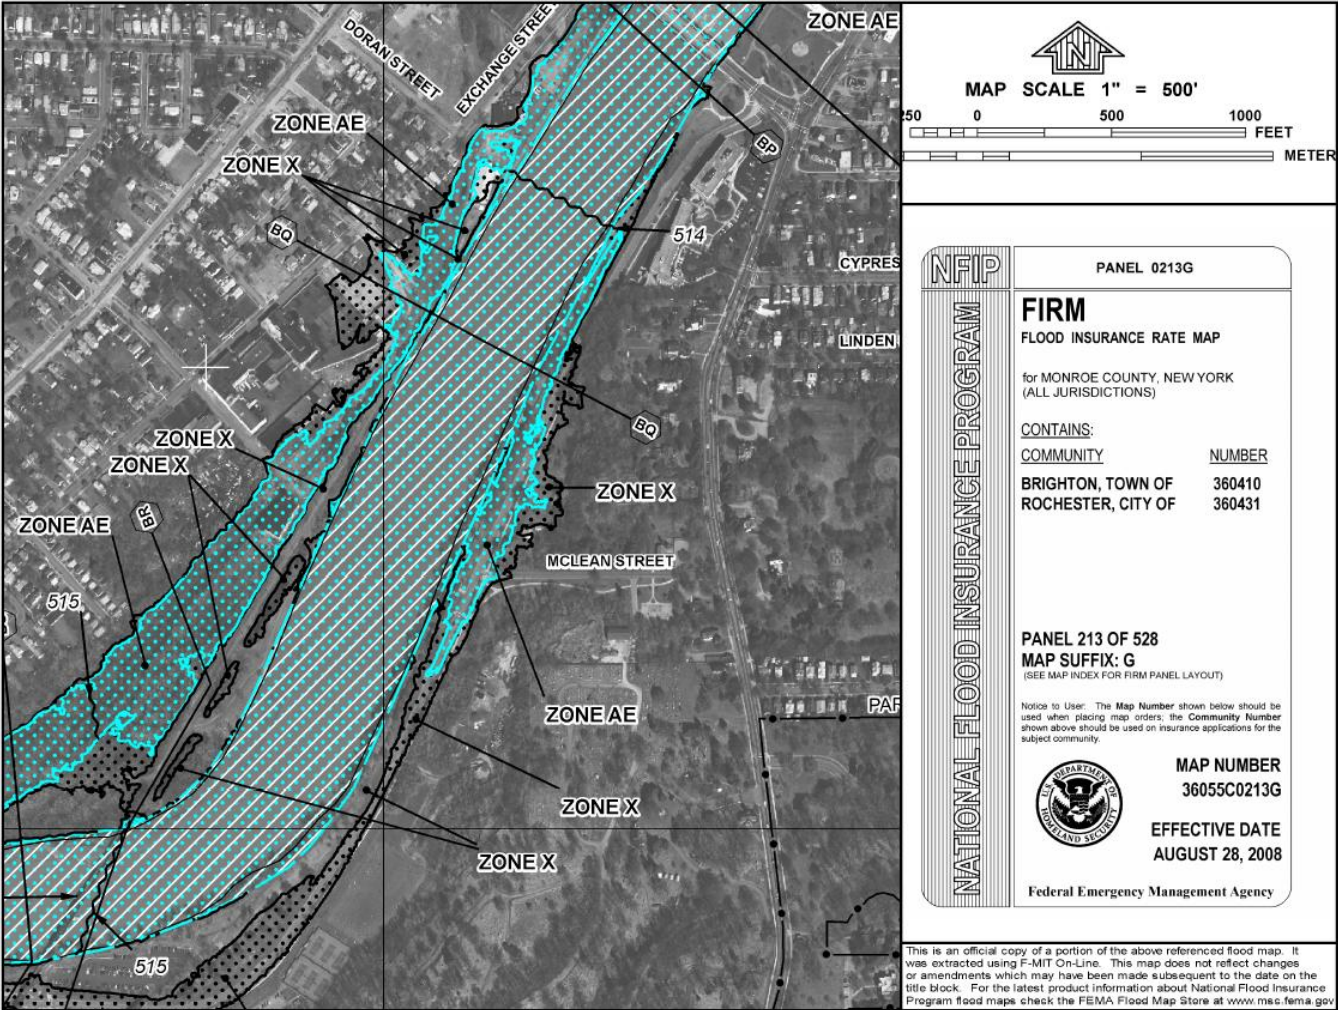 ZONE AE
DORAN STREET
EXCHANGE STREET
ZONE AE
ZONE X
BP
BQ
514
CYPRES
LINDEN
BQ
ZONE X
ZONE X
ZONE X
ZONE AE
BR
MCLEAN STREET
515
ZONE AE
PAR
ZONE X
ZONE X
515
N
MAP SCALE 1" = 500'
250 0 500 1000
FEET
METER
NFIP
PANEL 0213G
NATIONAL FLOOD INSURANCE PROGRAM
FIRM
FLOOD INSURANCE RATE MAP
for MONROE COUNTY, NEW YORK
(ALL JURISDICTIONS)
CONTAINS:
COMMUNITY NUMBER
BRIGHTON, TOWN OF 360410
ROCHESTER, CITY OF 360431
PANEL 213 OF 528
MAP SUFFIX: G
(SEE MAP INDEX FOR FIRM PANEL LAYOUT)
Notice to User: The Map Number shown below should be
used when placing map orders; the Community Number
shown above should be used on insurance applications for the
subject community.
U.S. DEPARTMENT OF HOMELAND SECURITY
MAP NUMBER
36055C0213G
EFFECTIVE DATE
AUGUST 28, 2008
Federal Emergency Management Agency
This is an official copy of a portion of the above referenced flood map. It
was extracted using F-MIT On-Line. This map does not reflect changes
or amendments which may have been made subsequent to the date on the
title block. For the latest product information about National Flood Insurance
Program flood maps check the FEMA Flood Map Store at www.msc.fema.gov